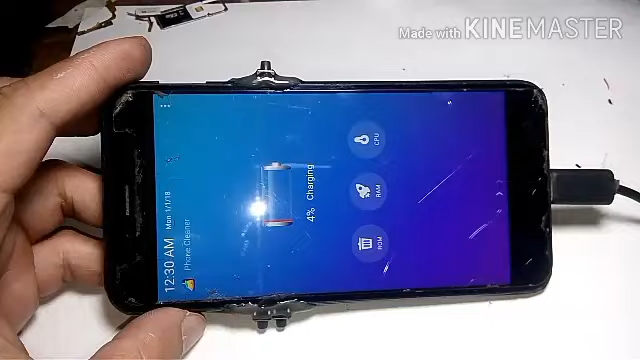 Made with KINEMASTER
12:30 AM Mon 1/1/18
Phone Cleaner
4% Charging
CPU
RAM
ROM